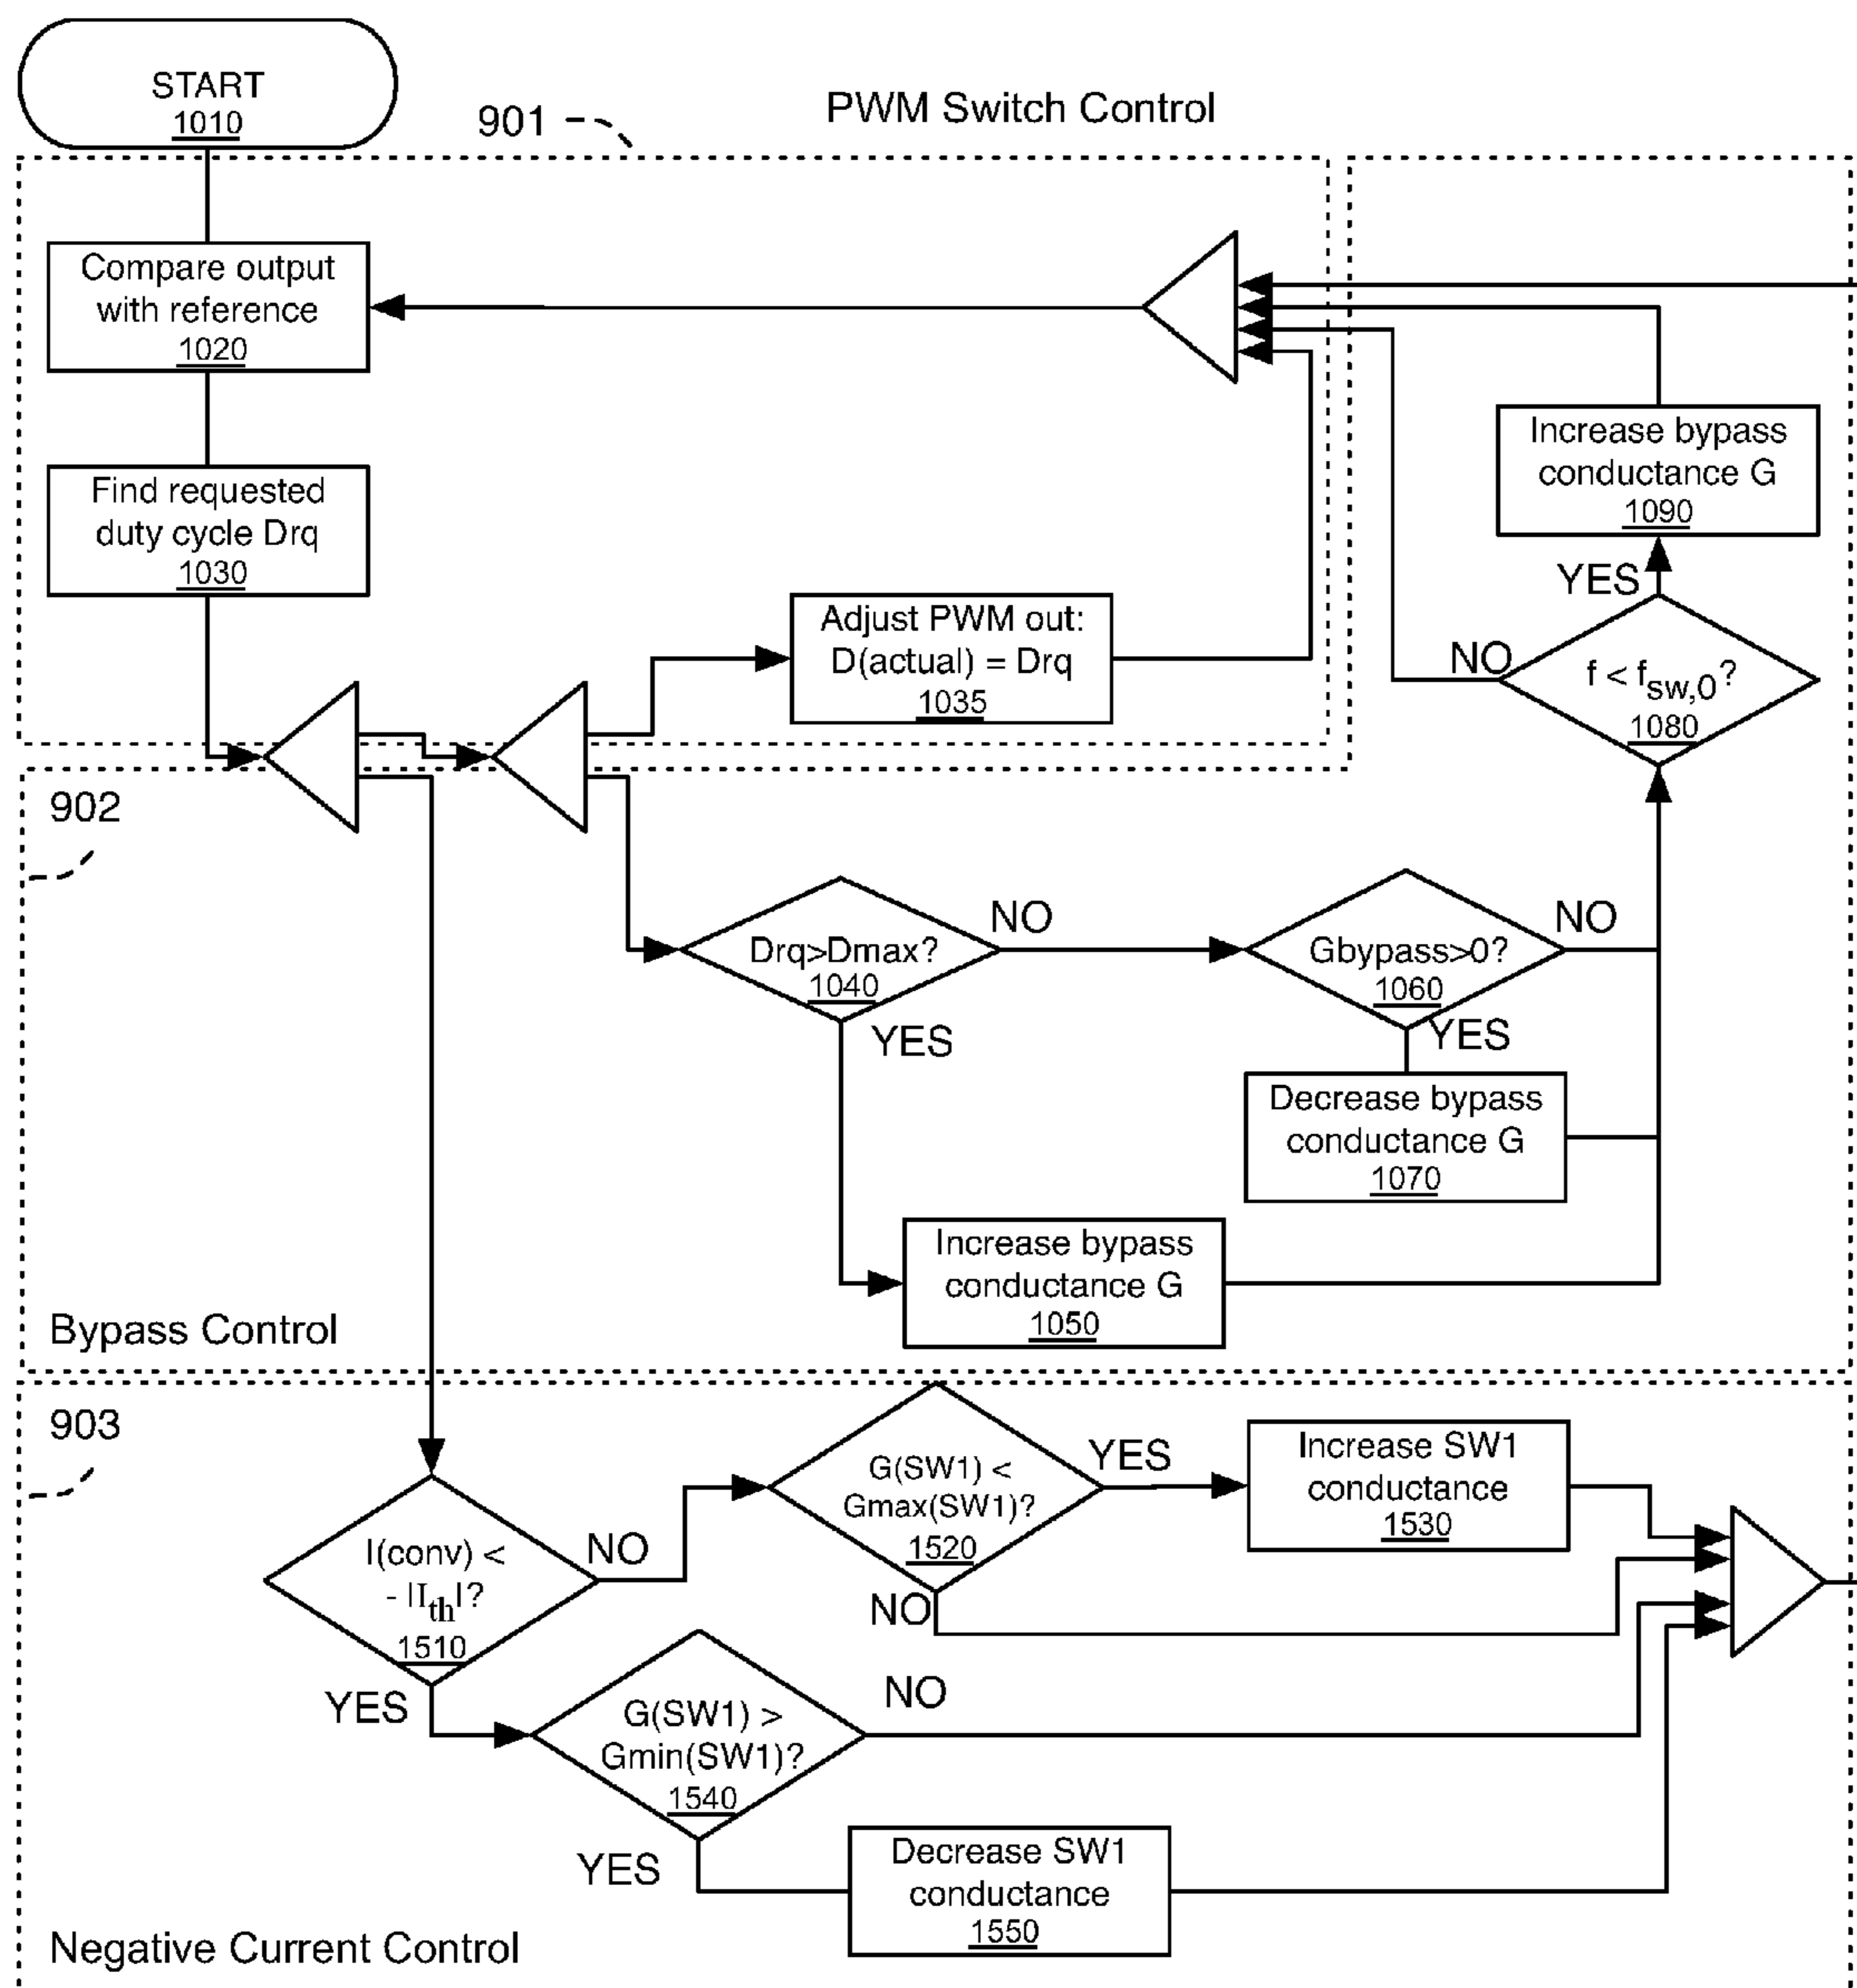 START
1010
901
PWM Switch Control
Compare output
with reference
1020
Find requested
duty cycle Drq
1030
Adjust PWM out:
D(actual) = Drq
1035
Increase bypass
conductance G
1090
YES
NO
f < fsw,0?
1080
902
Drq>Dmax?
1040
NO
YES
Gbypass>0?
1060
NO
YES
Decrease bypass
conductance G
1070
Increase bypass
conductance G
1050
Bypass Control
903
I(conv) <
- |Ith|?
1510
NO
YES
G(SW1) <
Gmax(SW1)?
1520
YES
NO
Increase SW1
conductance
1530
G(SW1) >
Gmin(SW1)?
1540
NO
YES
Decrease SW1
conductance
1550
Negative Current Control